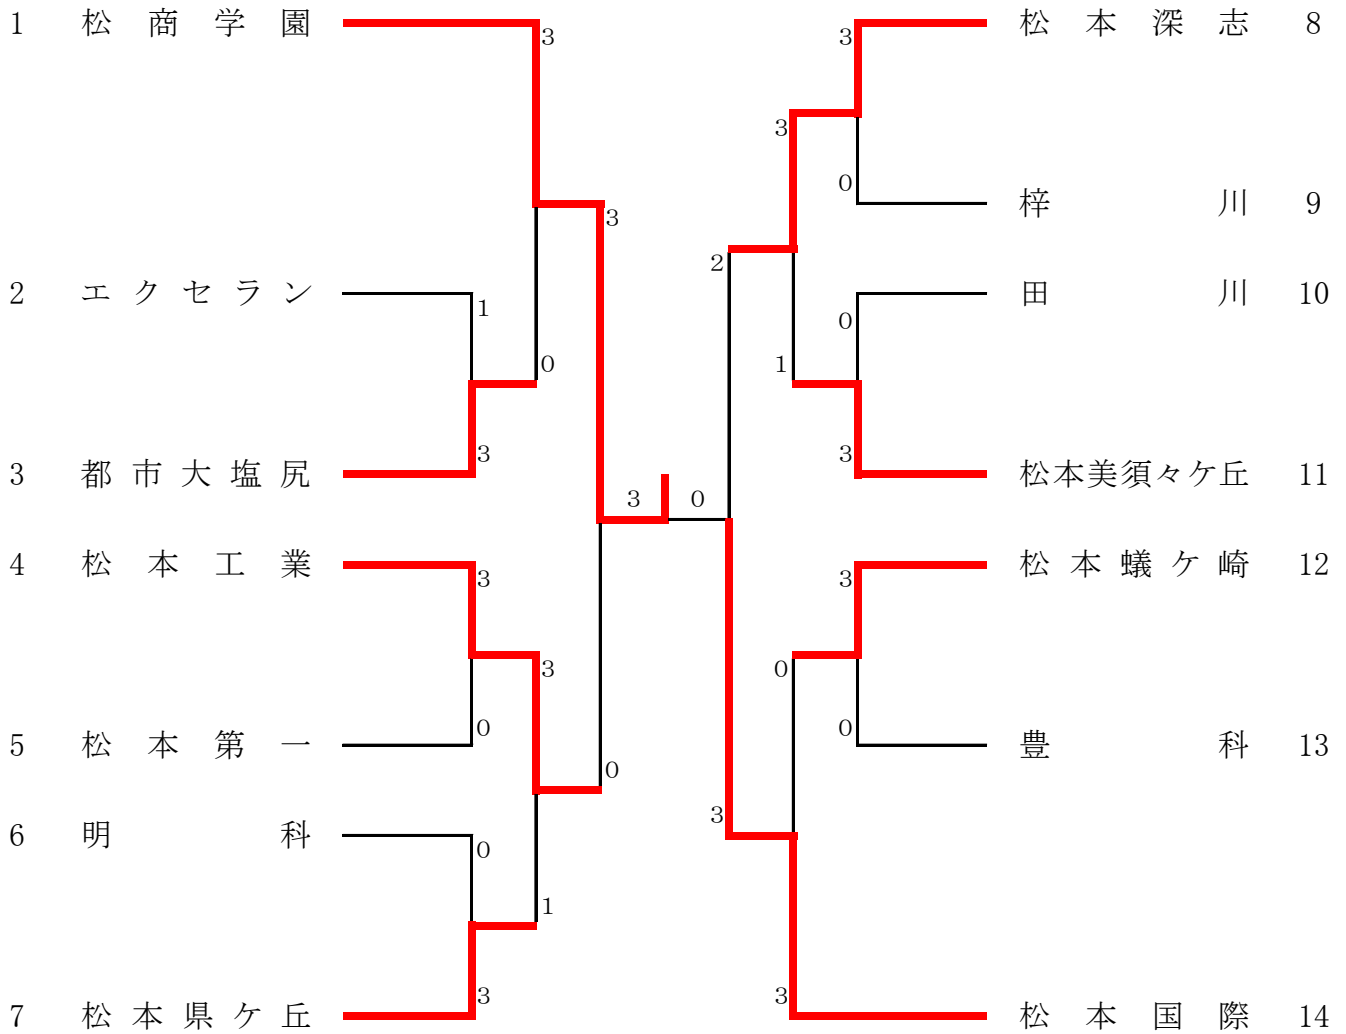 1 松商学園 3 3 松本深志 8
3
0 梓川 9
3
2
2 エクセラン 1 0 田川 10
0 1
3 都市大塩尻 3 3 松本美須々ケ丘 11
3 0
4 松本工業 3 3 松本蟻ケ崎 12
3 0
5 松本第一 0 0 豊科 13
0
3
6 明科 0
1
7 松本県ケ丘 3 3 松本国際 14